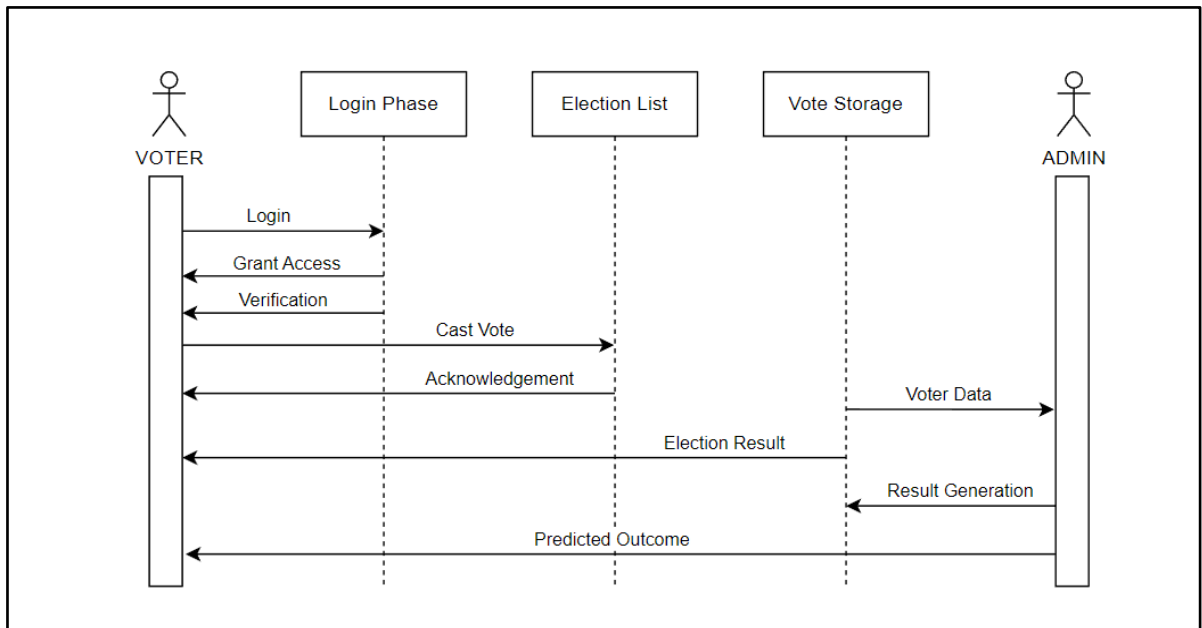 Login Phase
Election List
Vote Storage
VOTER
ADMIN
Login
Grant Access
Verification
Cast Vote
Acknowledgement
Voter Data
Election Result
Result Generation
Predicted Outcome